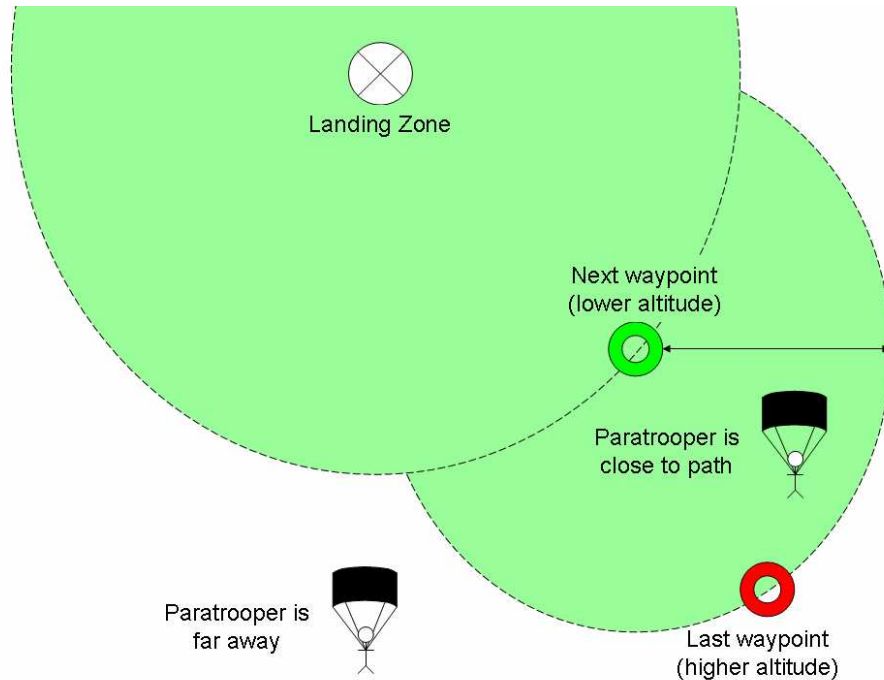 Landing Zone
Next waypoint
(lower altitude)
Paratrooper is
close to path
Paratrooper is
far away
Last waypoint
(higher altitude)